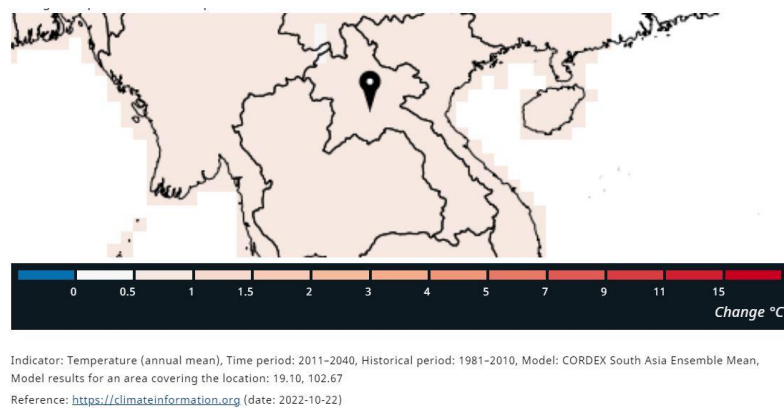 0 0.5 1 1.5 2 3 4 5 7 9 11 15
Change °C
Indicator: Temperature (annual mean), Time period: 2011–2040, Historical period: 1981–2010, Model: CORDEX South Asia Ensemble Mean,
Model results for an area covering the location: 19.10, 102.67
Reference: https://climateinformation.org (date: 2022-10-22)